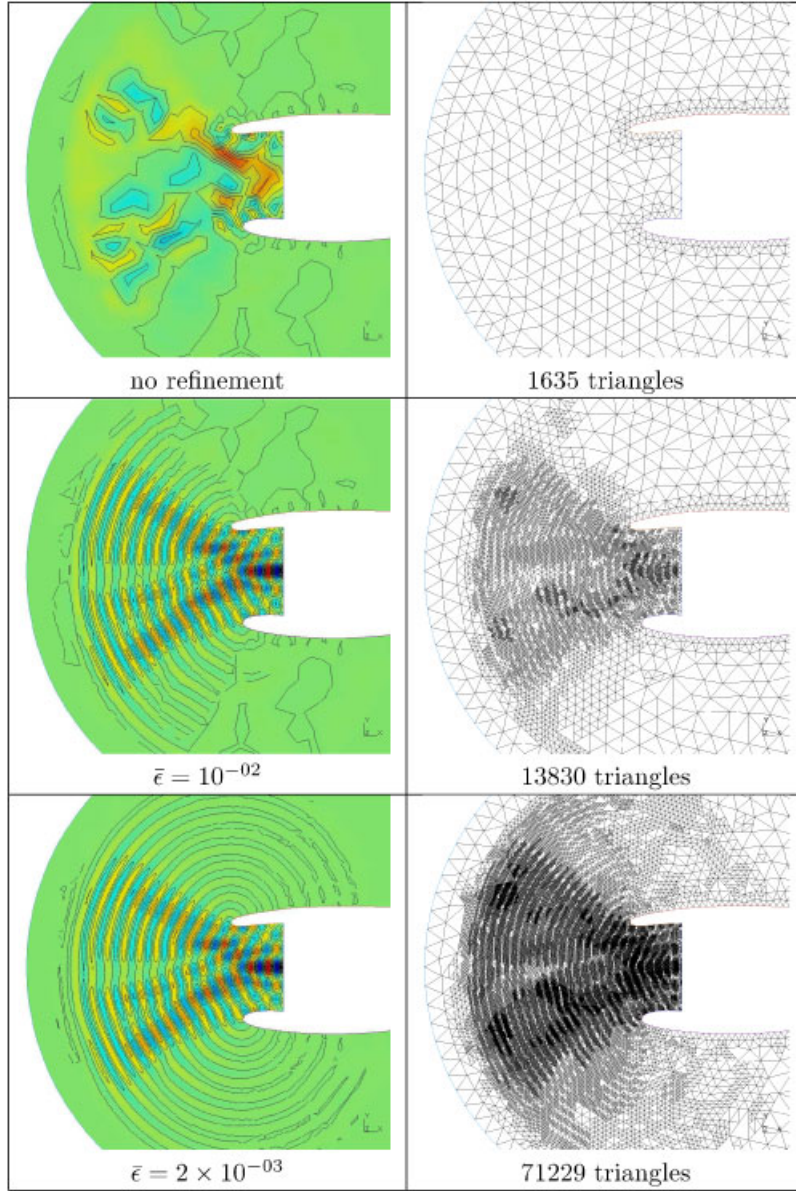 no refinement
1635 triangles
ε̄ = 10⁻⁰²
13830 triangles
ε̄ = 2 × 10⁻⁰³
71229 triangles